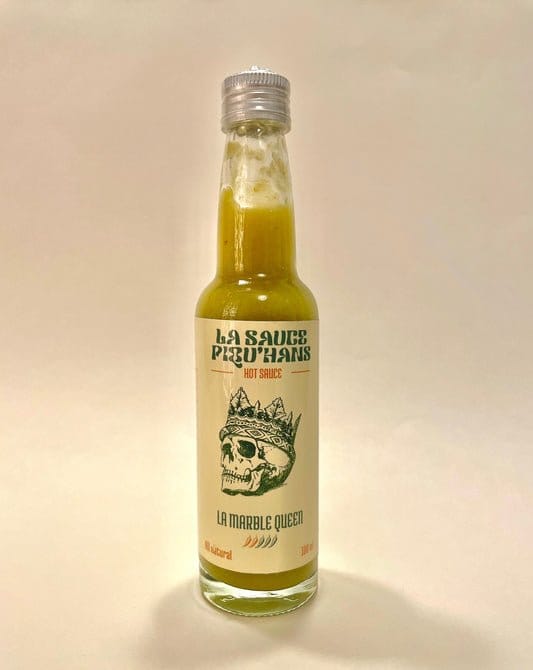 LA SAUCE
PIQU'HANS
HOT SAUCE
LA MARBLE QUEEN
All natural
100 ml